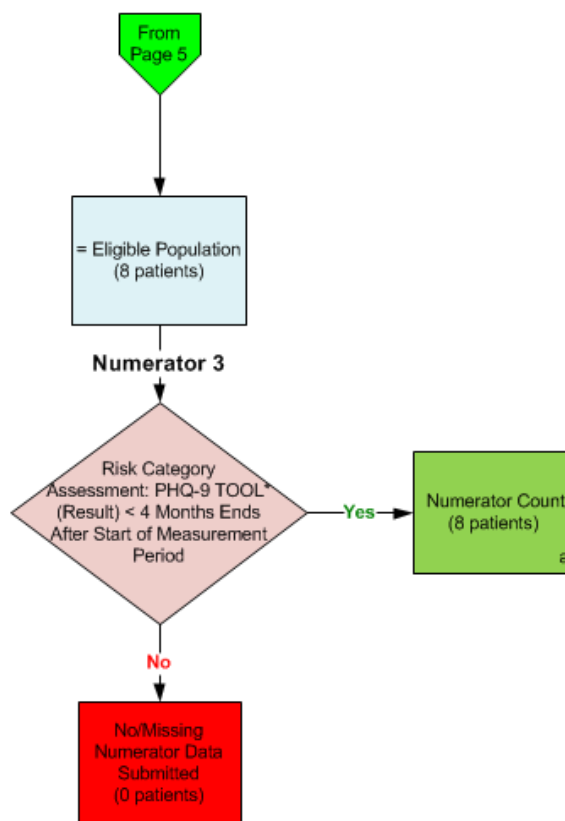 From
Page 5
= Eligible Population
(8 patients)
Numerator 3
Risk Category
Assessment: PHQ-9 TOOL*
(Result) < 4 Months Ends
After Start of Measurement
Period
Yes
Numerator Count
(8 patients)
a
No
No/Missing
Numerator Data
Submitted
(0 patients)